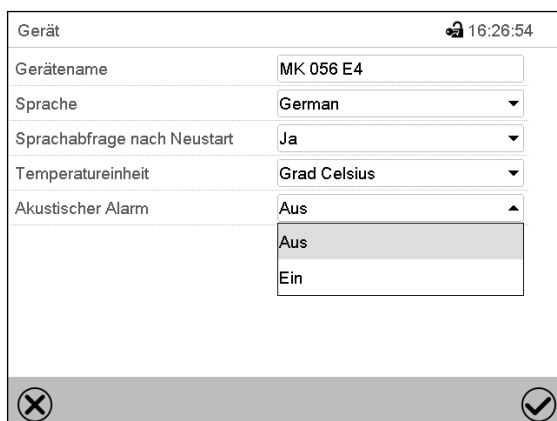 Gerät 16:26:54
Gerätename MK 056 E4
Sprache German
Sprachabfrage nach Neustart Ja
Temperatureinheit Grad Celsius
Akustischer Alarm Aus
Aus
Ein